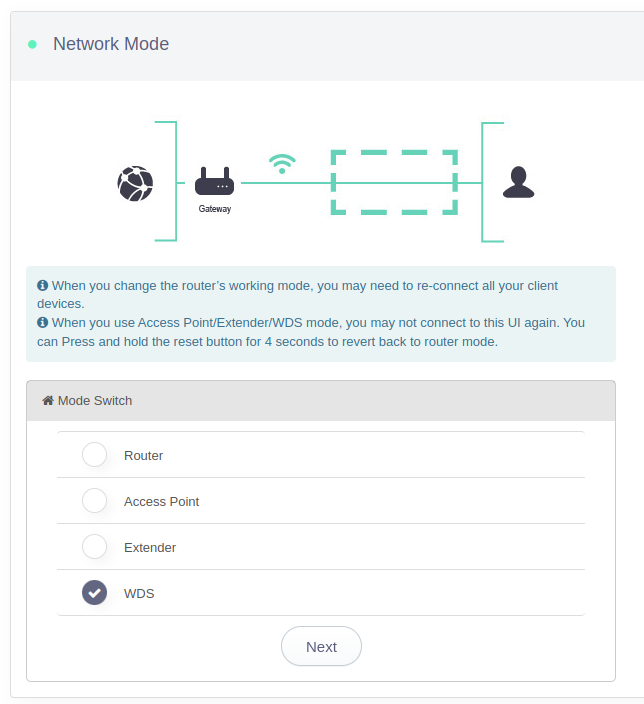 Network Mode
Gateway
When you change the router’s working mode, you may need to re-connect all your client
devices.
When you use Access Point/Extender/WDS mode, you may not connect to this UI again. You
can Press and hold the reset button for 4 seconds to revert back to router mode.
Mode Switch
Router
Access Point
Extender
WDS
Next